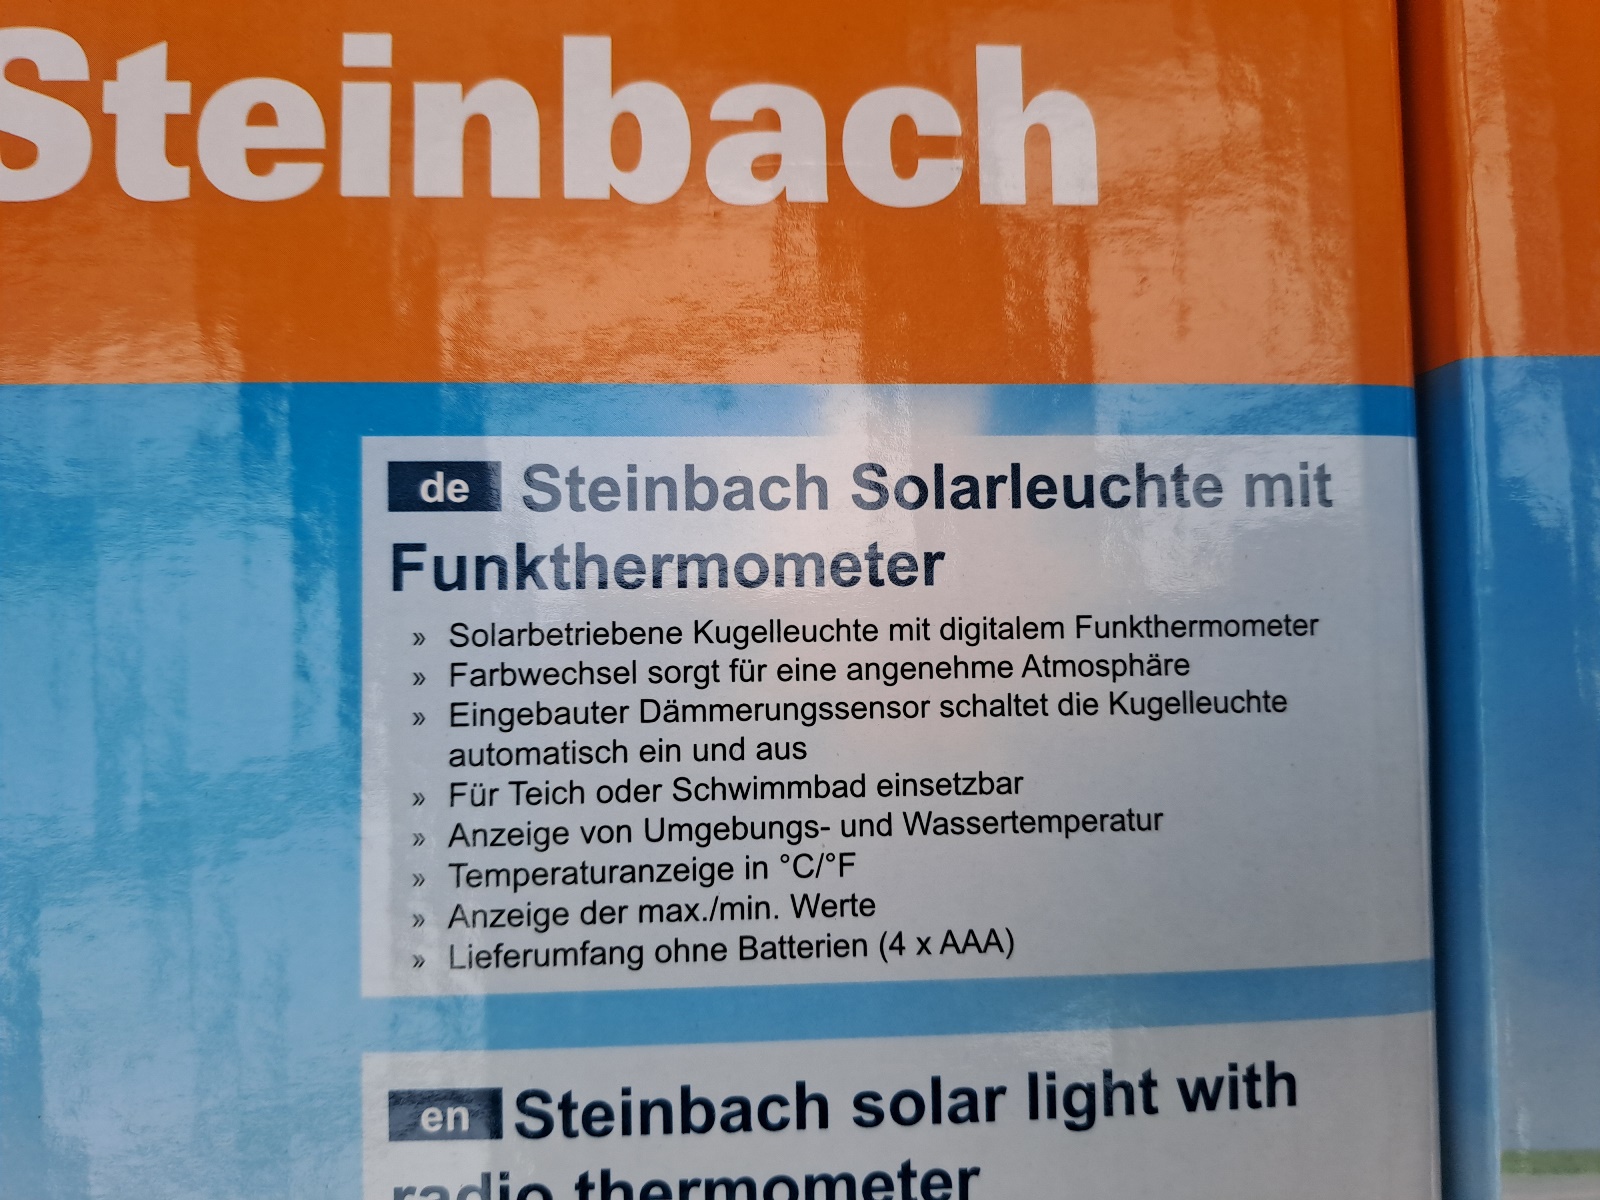 Steinbach
de Steinbach Solarleuchte mit
Funkthermometer
» Solarbetriebene Kugelleuchte mit digitalem Funkthermometer
» Farbwechsel sorgt für eine angenehme Atmosphäre
» Eingebauter Dämmerungssensor schaltet die Kugelleuchte
automatisch ein und aus
» Für Teich oder Schwimmbad einsetzbar
» Anzeige von Umgebungs- und Wassertemperatur
» Temperaturanzeige in °C/°F
» Anzeige der max./min. Werte
» Lieferumfang ohne Batterien (4 x AAA)
en Steinbach solar light with
radio thermometer